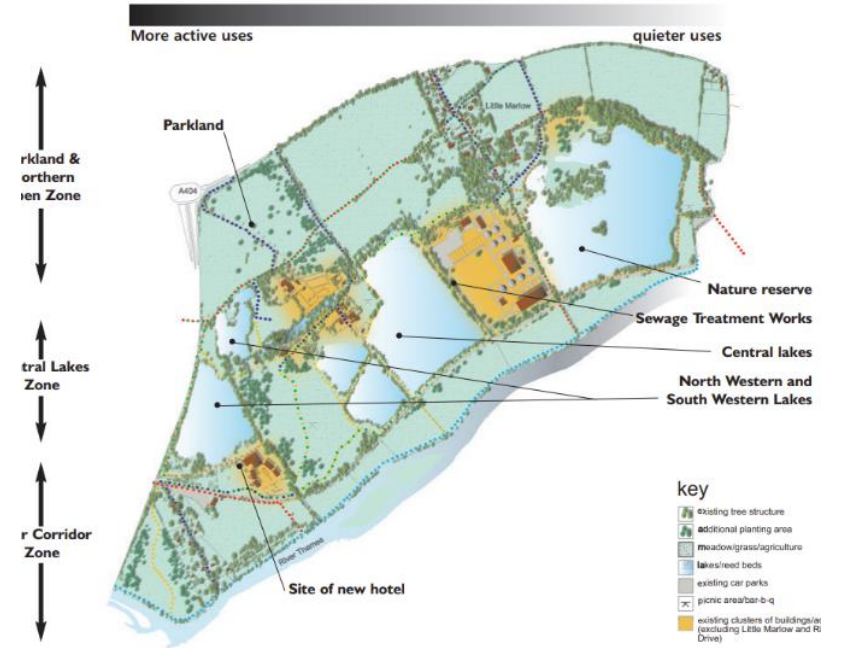 More active uses
quieter uses
Parkland
Little Marlow
A404
rkland &
orthern
en Zone
Nature reserve
Sewage Treatment Works
Central lakes
tral Lakes
Zone
North Western and
South Western Lakes
r Corridor
Zone
River Thames
Site of new hotel
key
existing tree structure
additional planting area
meadow/grass/agriculture
lakes/reed beds
existing car parks
picnic area/bar-b-q
existing clusters of buildings/ac
(excluding Little Marlow and Ri
Drive)